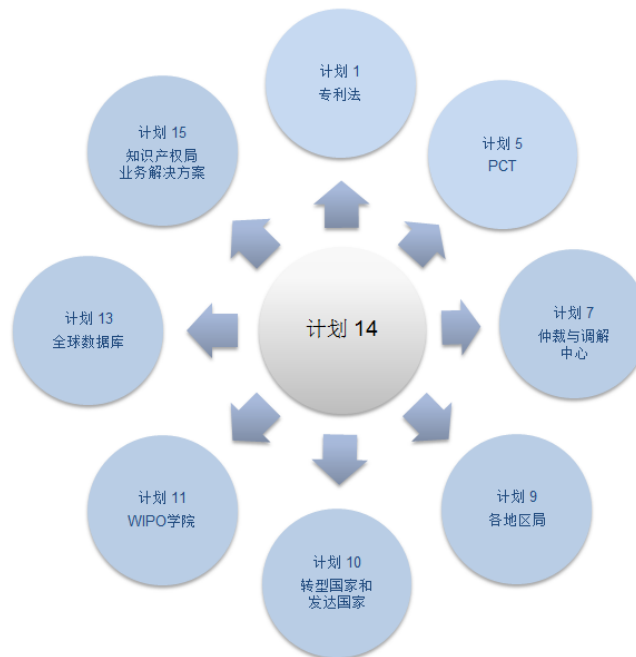 计划 1
专利法
计划 5
PCT
计划 7
仲裁与调解
中心
计划 9
各地区局
计划 10
转型国家和
发达国家
计划 11
WIPO学院
计划 13
全球数据库
计划 15
知识产权局
业务解决方案
计划 14